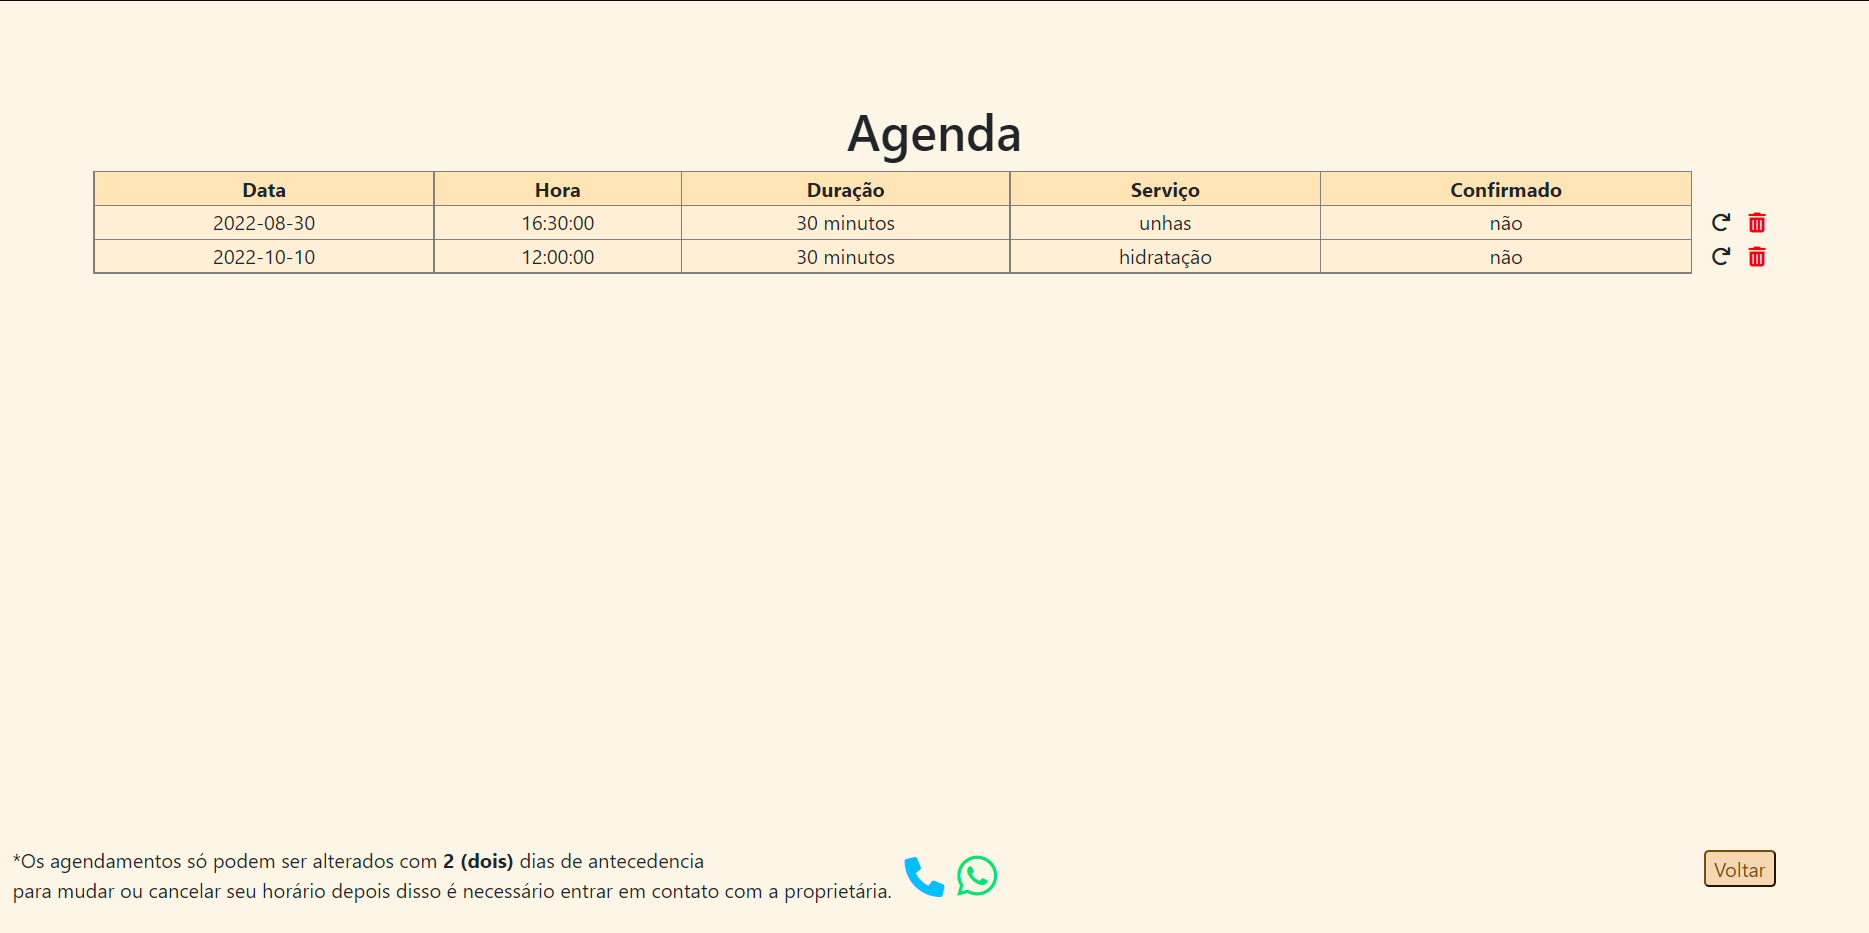 Agenda
Data Hora Duração Serviço Confirmado
2022-08-30 16:30:00 30 minutos unhas não
2022-10-10 12:00:00 30 minutos hidratação não
*Os agendamentos só podem ser alterados com 2 (dois) dias de antecedencia
para mudar ou cancelar seu horário depois disso é necessário entrar em contato com a proprietária.
Voltar